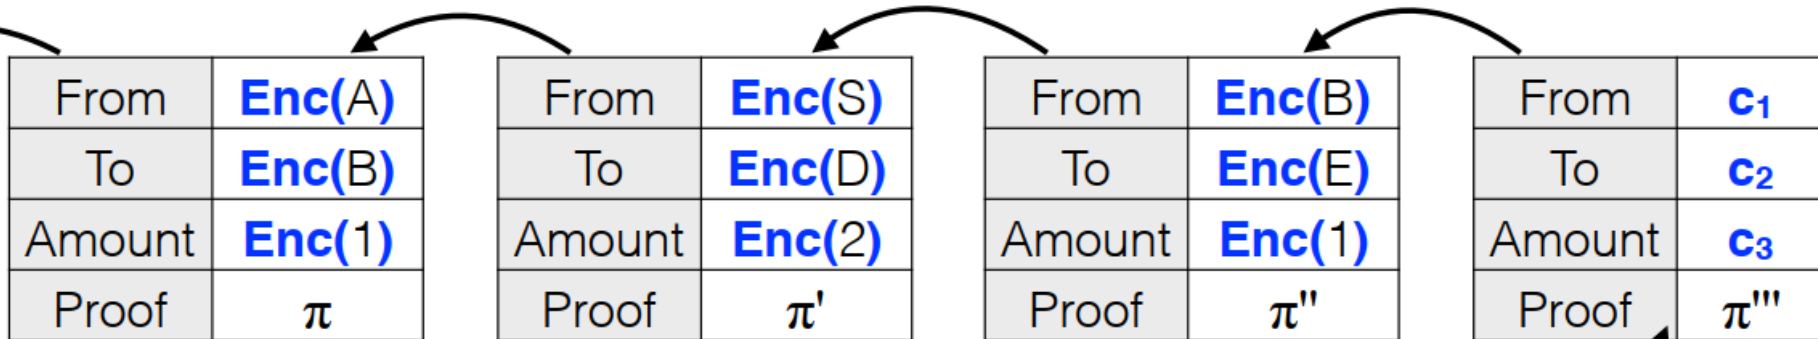 From Enc(A) From Enc(S) From Enc(B) From c₁
To Enc(B) To Enc(D) To Enc(E) To c₂
Amount Enc(1) Amount Enc(2) Amount Enc(1) Amount c₃
Proof π Proof π' Proof π'' Proof π'''